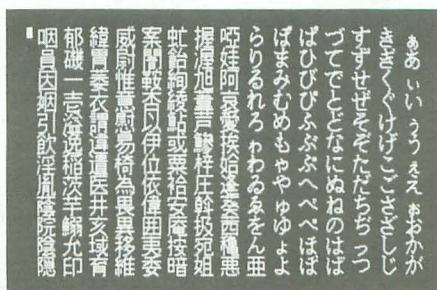 ぁあぃいぅうぇえぉおかが
きぎくぐけげこごさざしじ
すずせぜそぞただちぢっつ
づてでとどなにぬねのはば
ぱひびぴふぶぷへべぺほぼ
ぽまみむめもゃやゅゆょよ
らりるれろゎわゐゑをん亜
唖娃阿哀愛挨姶逢葵茜穐悪
握渥旭葦芦鯵梓圧斡扱宛姐
虻飴絢綾鮎或粟袷安庵按暗
案闇鞍杏以伊位依偉囲夷委
威尉惟意慰易椅為畏異移維
緯胃萎衣謂違遺医井亥域育
郁磯一壱溢逸稲茨芋鰯允印
咽員因姻引飲淫胤蔭院陰隠